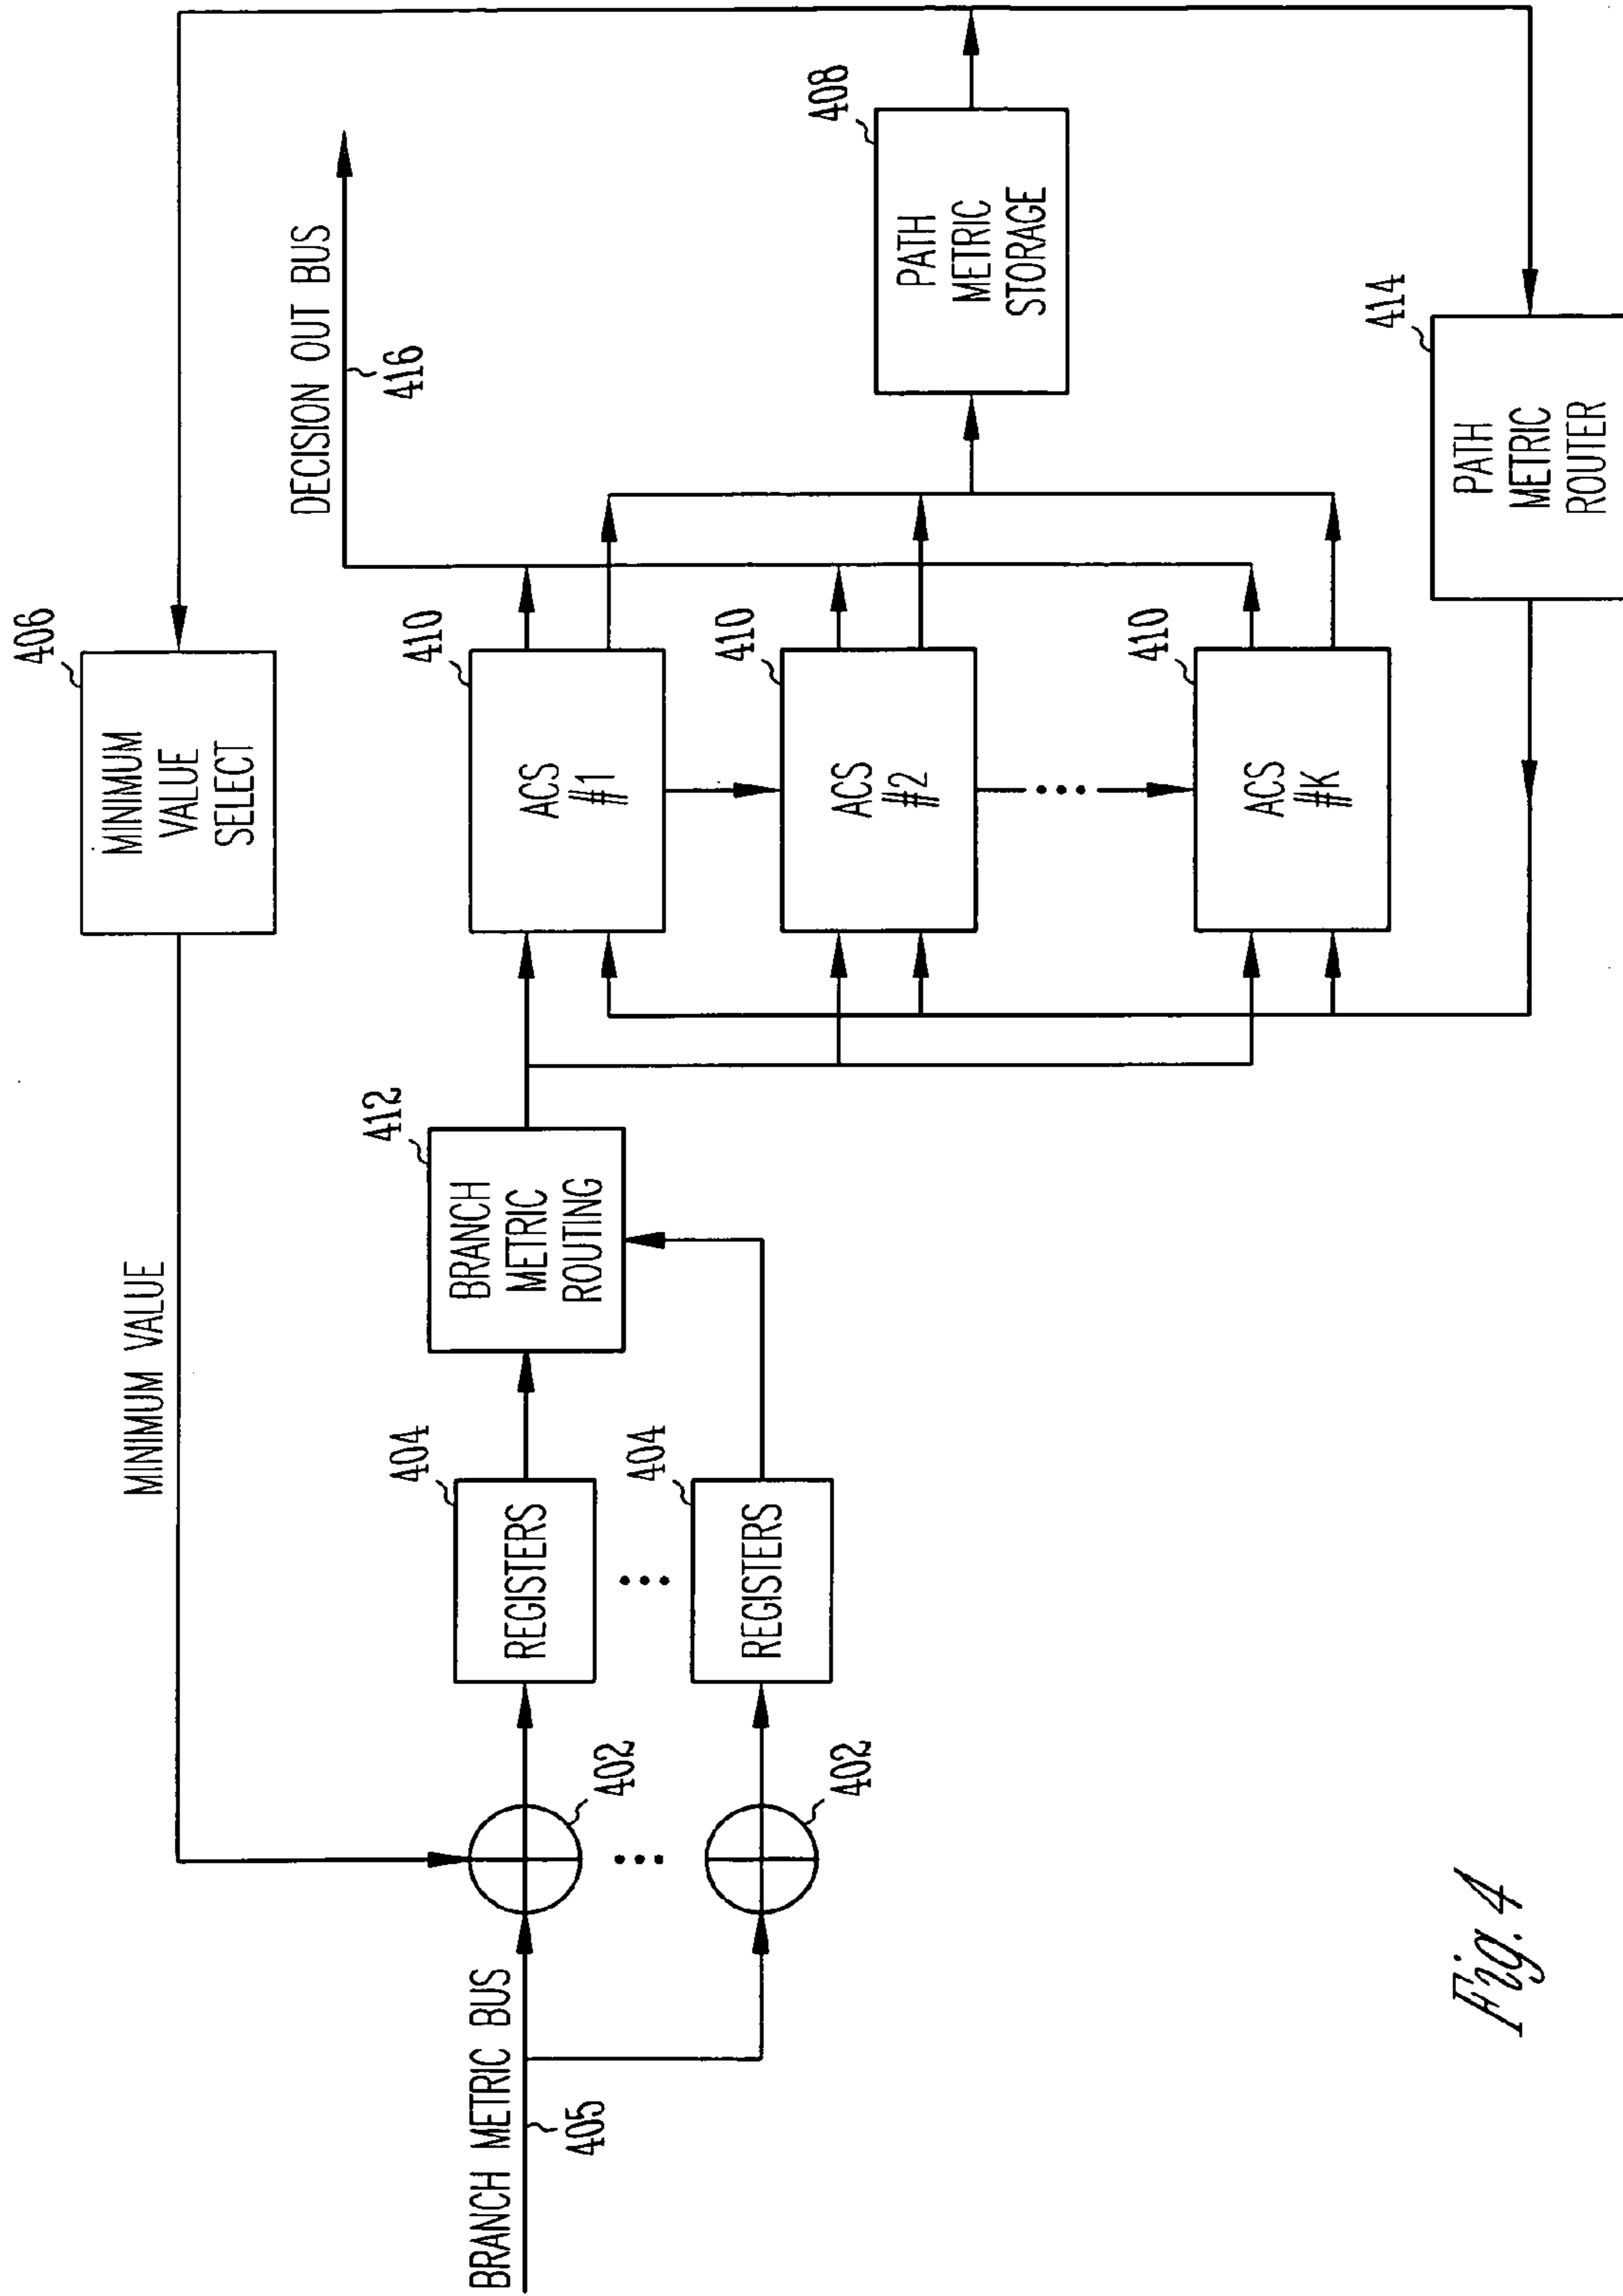 406
MINIMUM
VALUE
SELECT
MINIMUM VALUE
DECISION OUT BUS
416
BRANCH METRIC BUS
405
402
402
404
REGISTERS
404
REGISTERS
412
BRANCH
METRIC
ROUTING
410
ACS
#1
410
ACS
#2
410
ACS
#K
408
PATH
METRIC
STORAGE
414
PATH
METRIC
ROUTER
Fig. 4